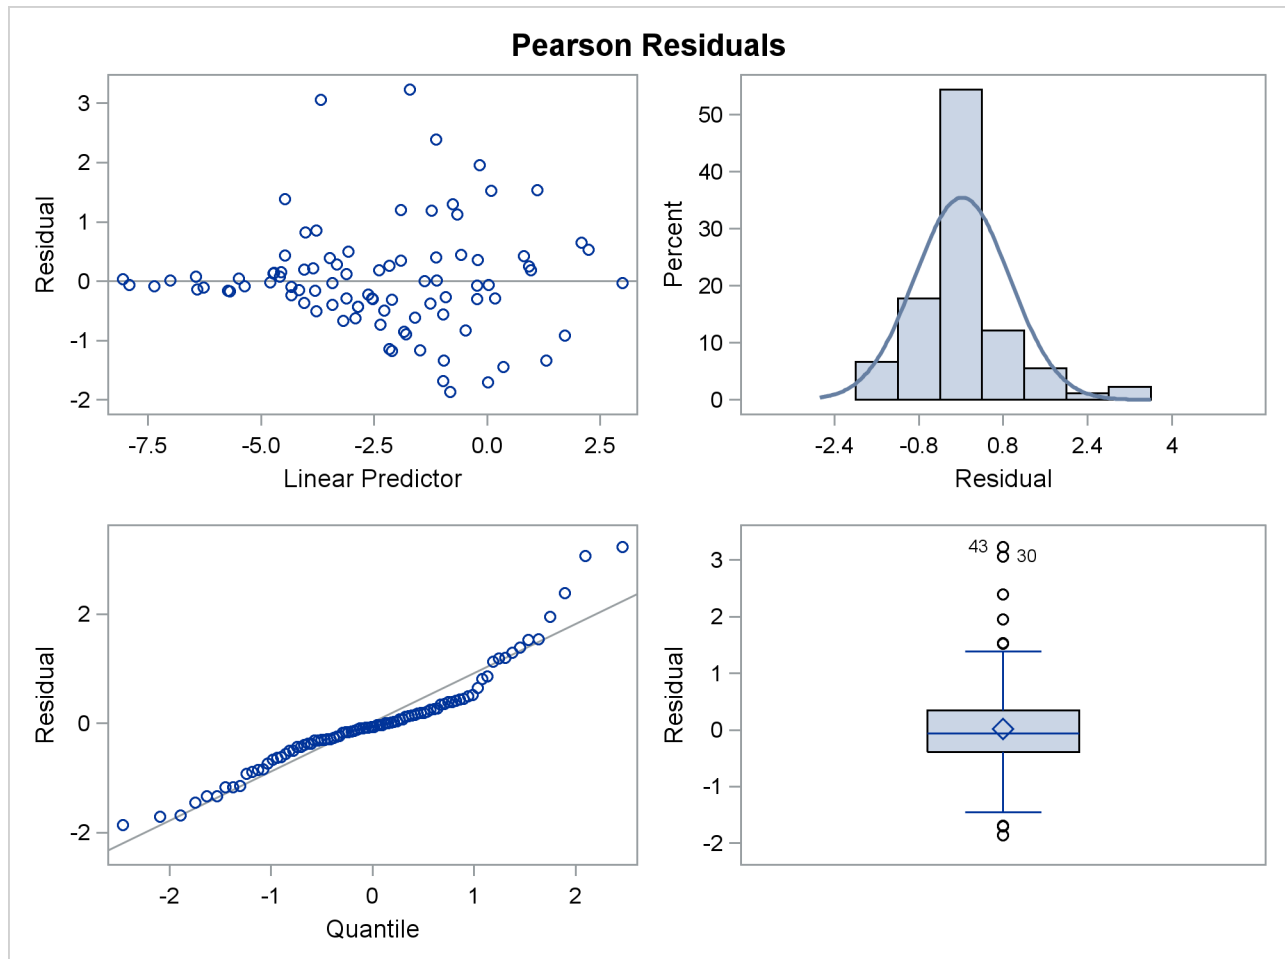 Pearson Residuals
Residual
3
2
1
0
-1
-2
-7.5 -5.0 -2.5 0.0 2.5
Linear Predictor
Percent
50
40
30
20
10
0
-2.4 -0.8 0.8 2.4 4
Residual
Residual
2
0
-2
-2 -1 0 1 2
Quantile
Residual
3
2
1
0
-1
-2
43 30